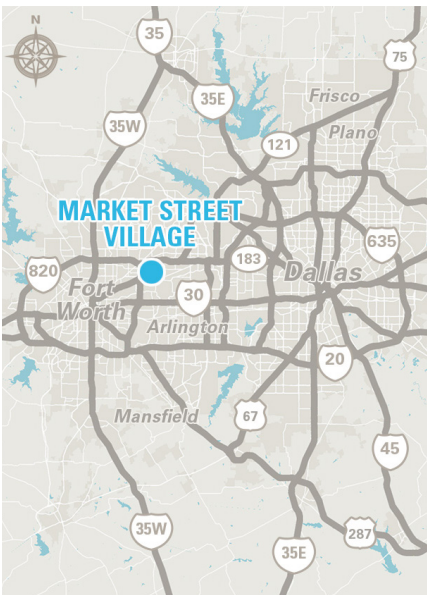 N
35
75
35E
Frisco
35W
Plano
121
MARKET STREET
VILLAGE
635
183
Dallas
820
Fort
Worth
30
Arlington
20
Mansfield
67
45
35W
287
35E